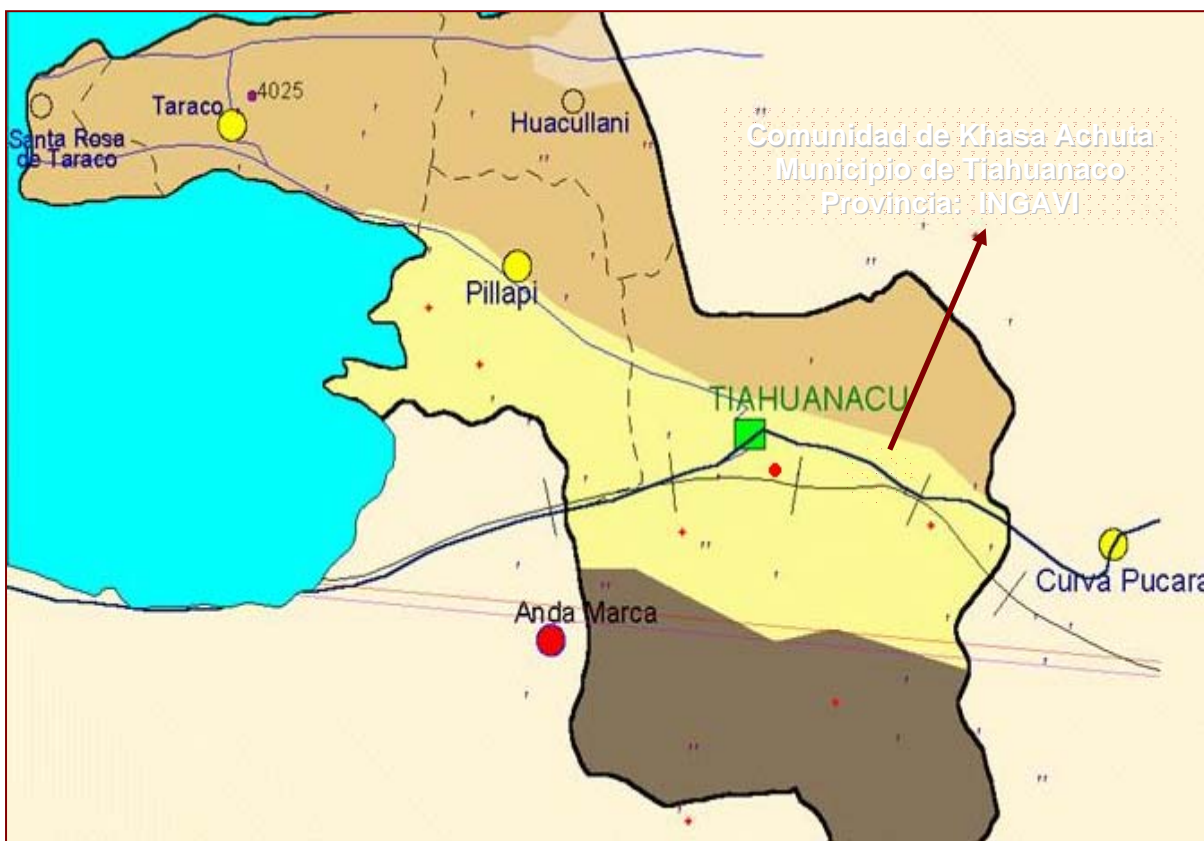 4025
Taraco
Huacullani
Santa Rosa
de Taraco
Comunidad de Khasa Achuta
Municipio de Tiahuanaco
Provincia: INGAVI
Pillapi
TIAHUANACU
Curva Pucara
Anda Marca